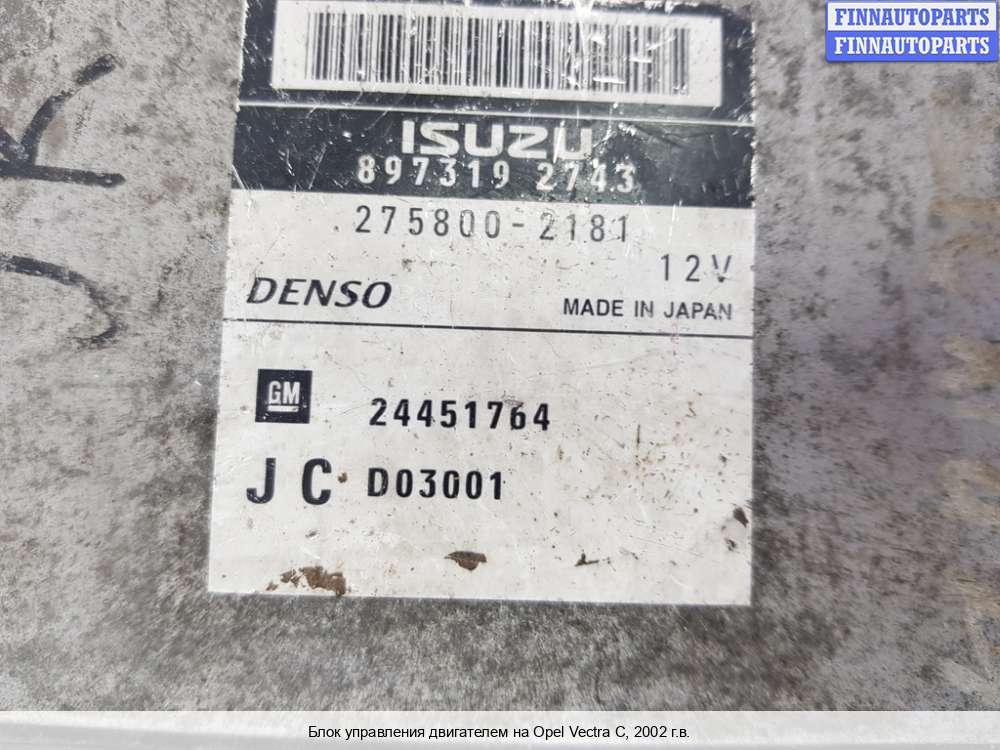 FINNAUTOPARTS
FINNAUTOPARTS
ISUZU
897319 2743
275800-2181
12V
DENSO
MADE IN JAPAN
GM
24451764
JC D03001
Блок управления двигателем на Opel Vectra C, 2002 г.в.